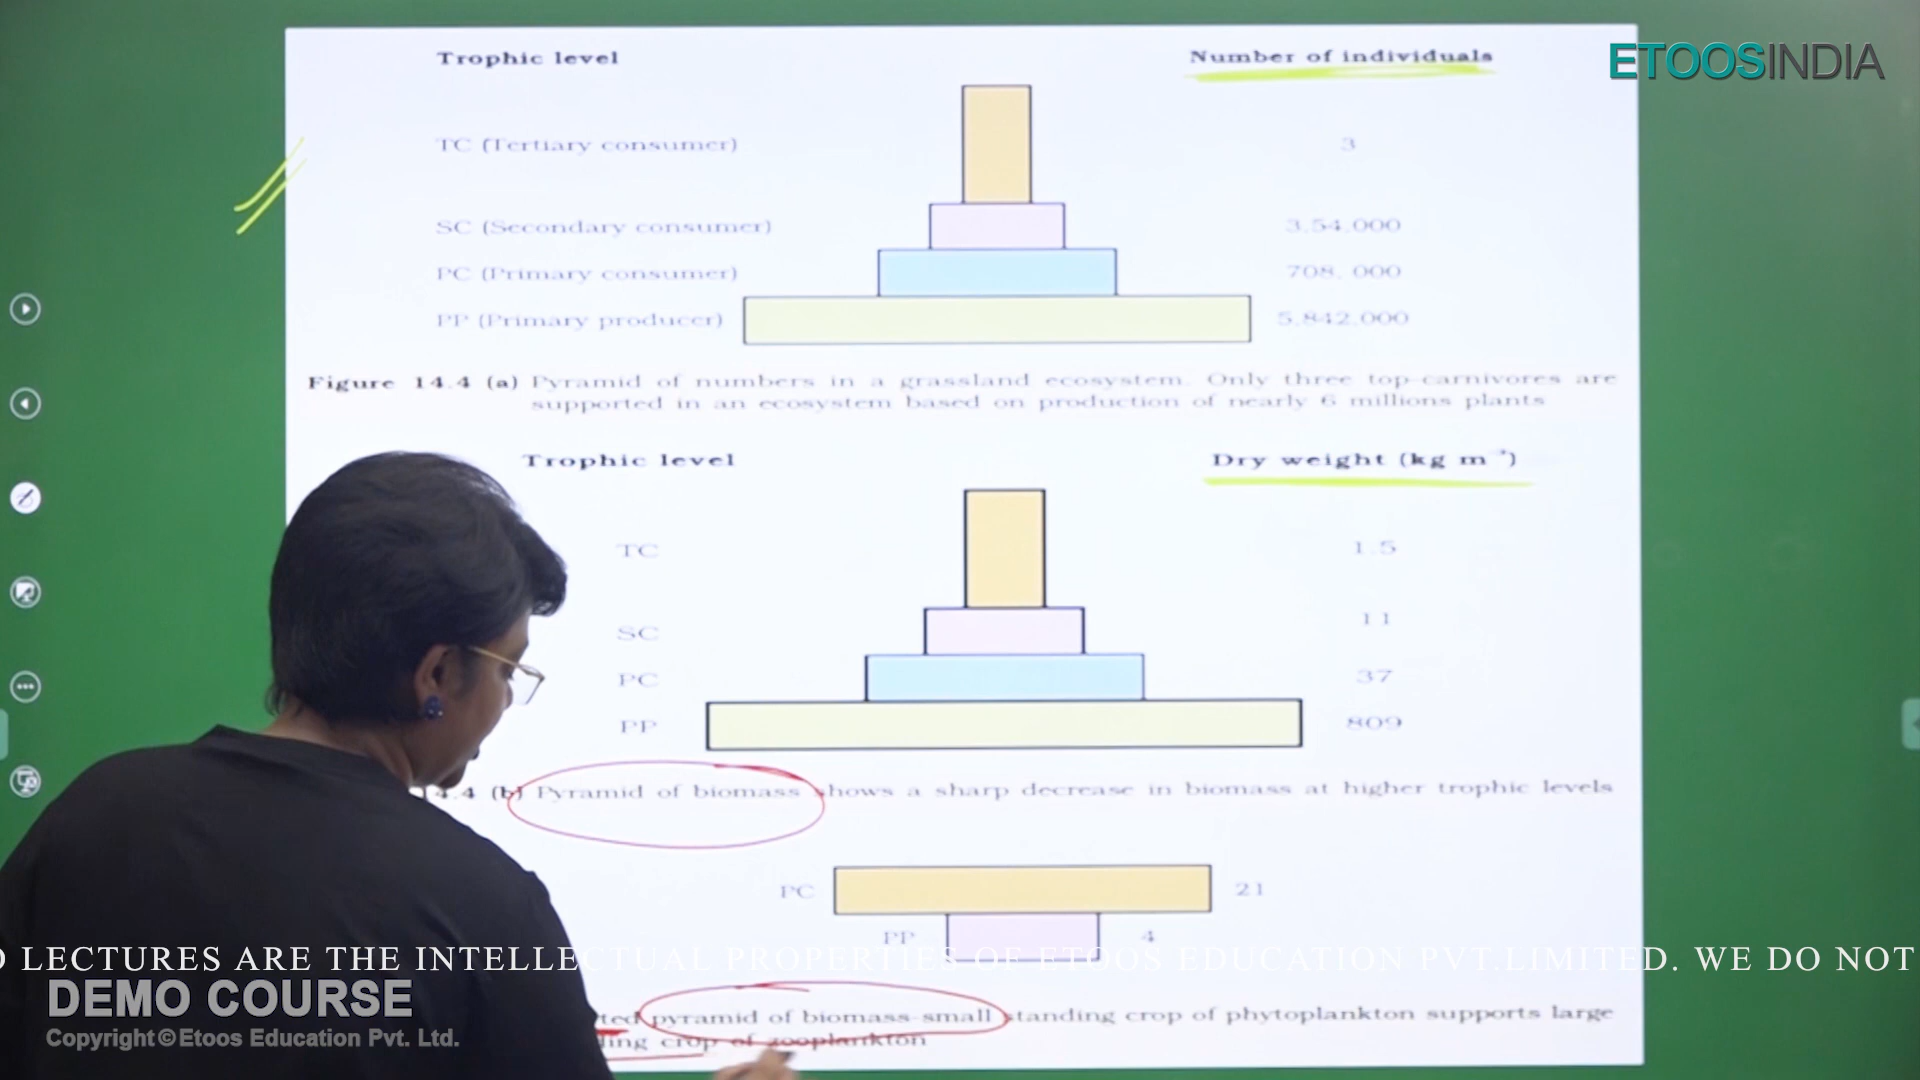 Trophic level
Number of individuals
ETOOSINDIA
TC (Tertiary consumer)
3
SC (Secondary consumer)
3,54,000
PC (Primary consumer)
708, 000
PP (Primary producer)
5,842,000
Figure 14.4 (a) Pyramid of numbers in a grassland ecosystem. Only three top-carnivores are
supported in an ecosystem based on production of nearly 6 millions plants
Trophic level
Dry weight (kg m
TC
1.5
SC
11
PC
37
PP
809
14.4 (b) Pyramid of biomass shows a sharp decrease in biomass at higher trophic levels
PC
21
PP
4
LECTURES ARE THE INTELLECTUAL PROPERTIES OF ETOOS EDUCATION PVT.LIMITED. WE DO NOT
DEMO COURSE
ted pyramid of biomass-small standing crop of phytoplankton supports large
Copyright©Etoos Education Pvt. Ltd.
ding crop of zooplankton